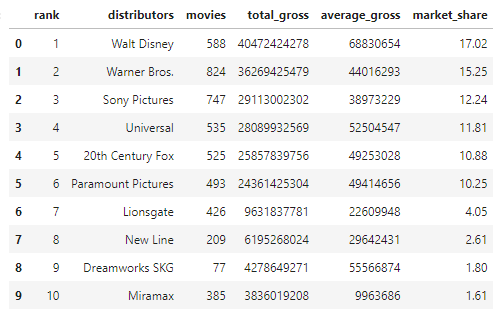 rank distributors movies total_gross average_gross market_share
0 1 Walt Disney 588 40472424278 68830654 17.02
1 2 Warner Bros. 824 36269425479 44016293 15.25
2 3 Sony Pictures 747 29113002302 38973229 12.24
3 4 Universal 535 28089932569 52504547 11.81
4 5 20th Century Fox 525 25857839756 49253028 10.88
5 6 Paramount Pictures 493 24361425304 49414656 10.25
6 7 Lionsgate 426 9631837781 22609948 4.05
7 8 New Line 209 6195268024 29642431 2.61
8 9 Dreamworks SKG 77 4278649271 55566874 1.80
9 10 Miramax 385 3836019208 9963686 1.61